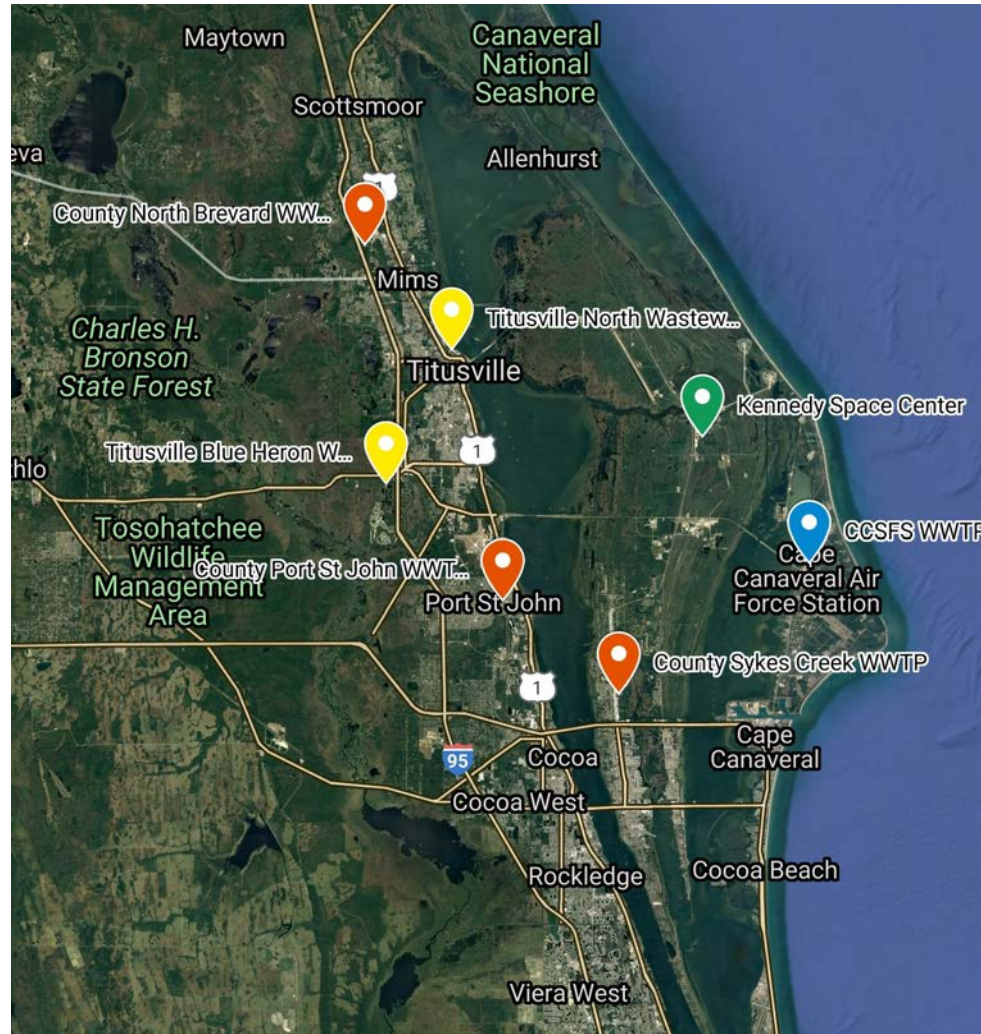 Maytown
Canaveral
National
Seashore
Scottsmoor
Allenhurst
eva
1
County North Brevard WW...
Mims
Charles H.
Bronson
State Forest
Titusville North Wastew...
Titusville
Kennedy Space Center
Titusville Blue Heron W...
1
thlo
Tosohatchee
Wildlife
Management
Area
CCSFS WWTP
Cape
Canaveral Air
Force Station
County Port St John WWT...
Port St John
County Sykes Creek WWTP
1
95
Cocoa
Cape
Canaveral
Cocoa West
Rockledge
Cocoa Beach
Viera West